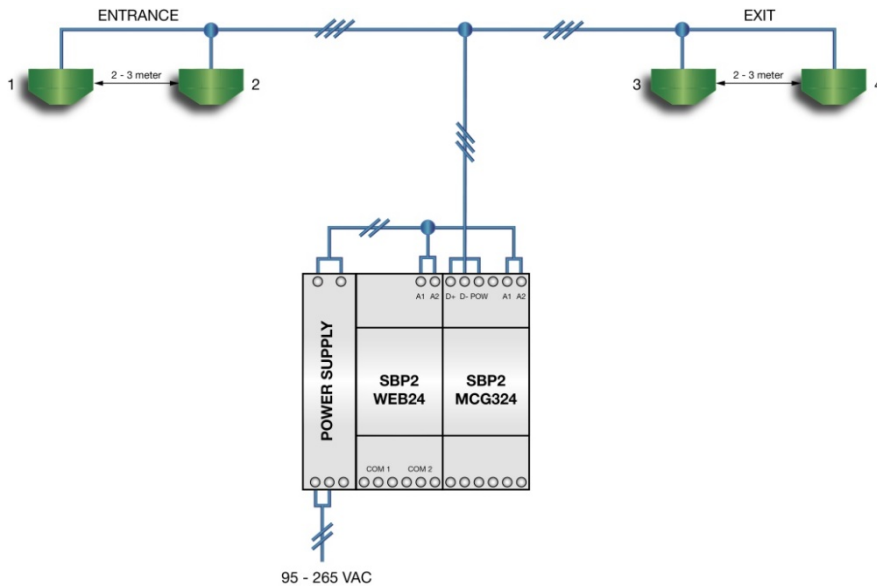 ENTRANCE
EXIT
1
2 - 3 meter
2
3
2 - 3 meter
4
A1 A2
D+ D- POW
A1 A2
POWER SUPPLY
SBP2
WEB24
SBP2
MCG324
COM 1
COM 2
95 - 265 VAC